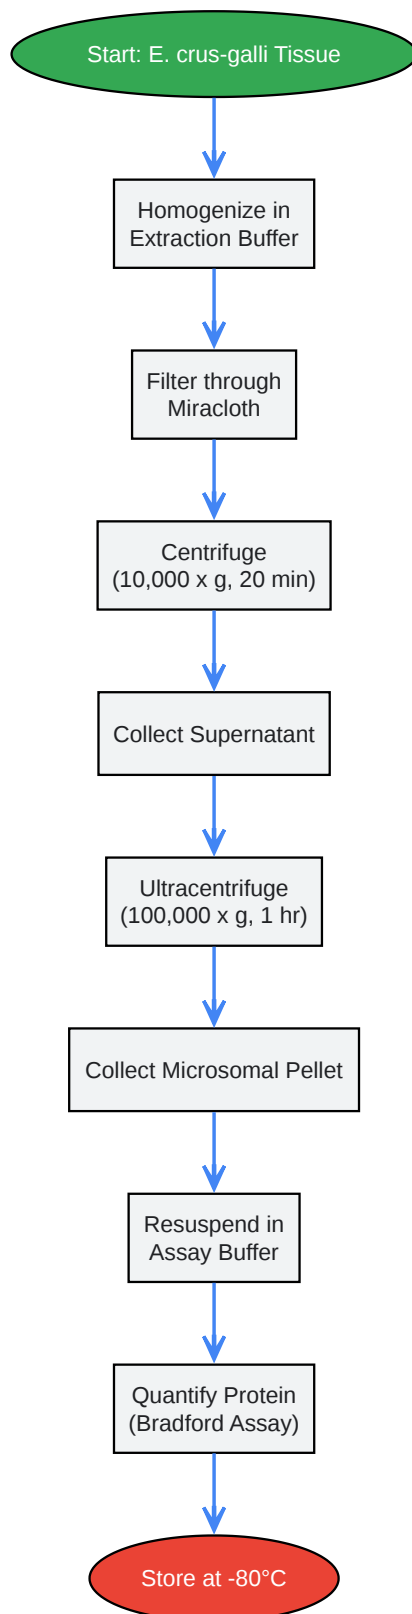 Start: E. crus-galli Tissue
Homogenize in
Extraction Buffer
Filter through
Miracloth
Centrifuge
(10,000 x g, 20 min)
Collect Supernatant
Ultracentrifuge
(100,000 x g, 1 hr)
Collect Microsomal Pellet
Resuspend in
Assay Buffer
Quantify Protein
(Bradford Assay)
Store at -80°C